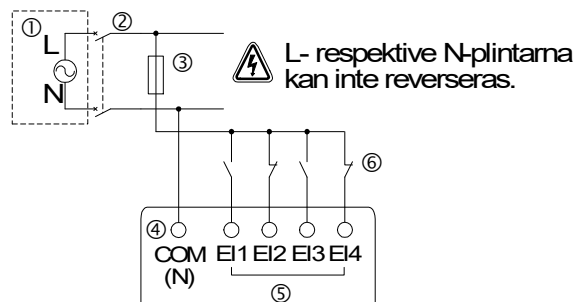 ①
②
L
③
N
L- respektive N-plintarna
kan inte reverseras.
⑥
④
COM
(N)
EI1 EI2 EI3 EI4
⑤